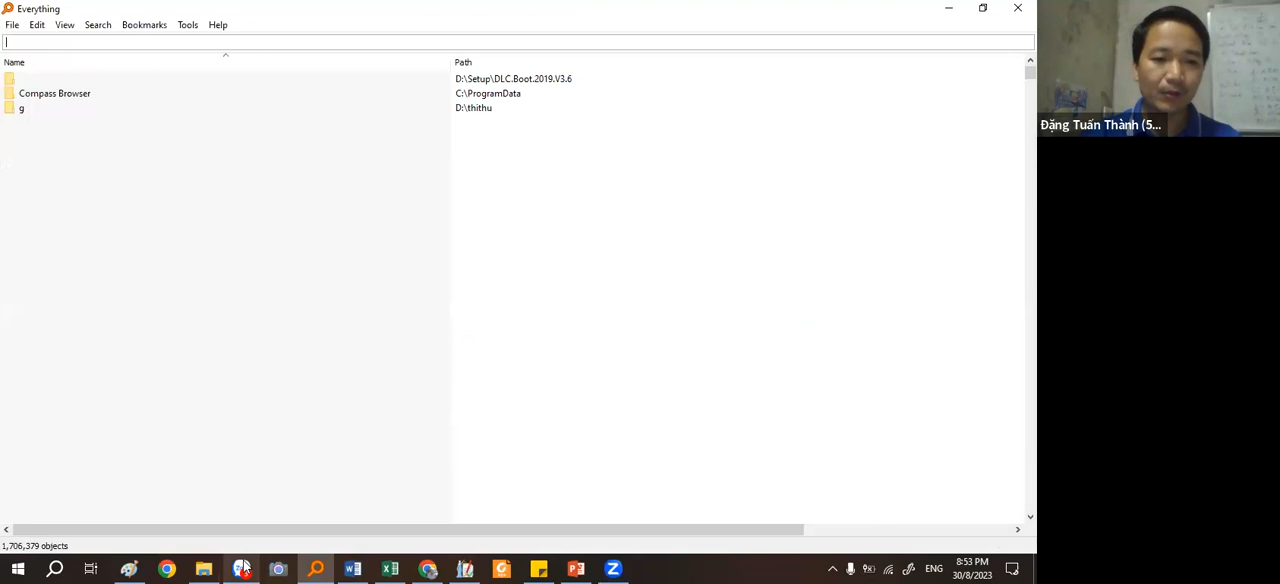 Everything
File Edit View Search Bookmarks Tools Help
Name Path
D:\Setup\DLC.Boot.2019.V3.6
Compass Browser C:\ProgramData
g D:\thithu
1,706,379 objects
ENG
8:53 PM
30/8/2023
Đặng Tuấn Thành (5...